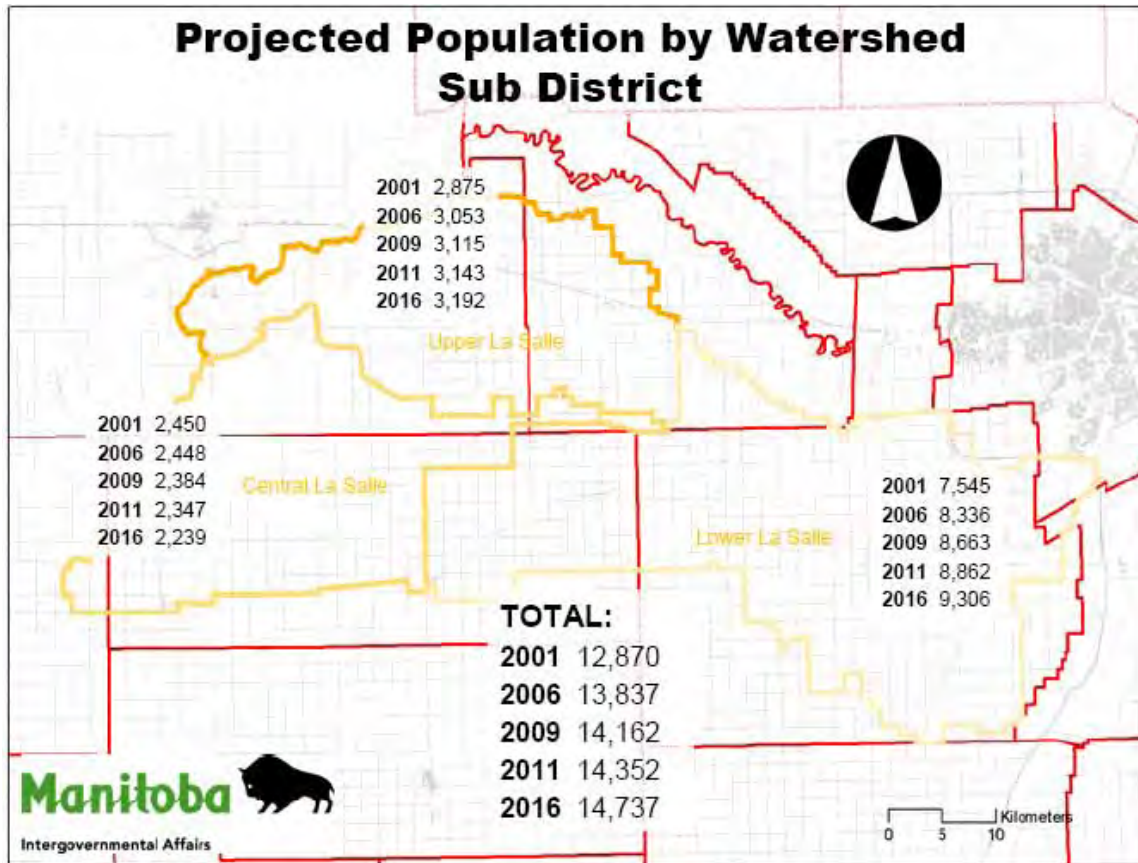 Projected Population by Watershed
Sub District
2001 2,875
2006 3,053
2009 3,115
2011 3,143
2016 3,192
Upper La Salle
2001 2,450
2006 2,448
2009 2,384
2011 2,347
2016 2,239
Central La Salle
Lower La Salle
2001 7,545
2006 8,336
2009 8,663
2011 8,862
2016 9,306
TOTAL:
2001 12,870
2006 13,837
2009 14,162
2011 14,352
2016 14,737
Manitoba
Intergovernmental Affairs
Kilometers
0 5 10